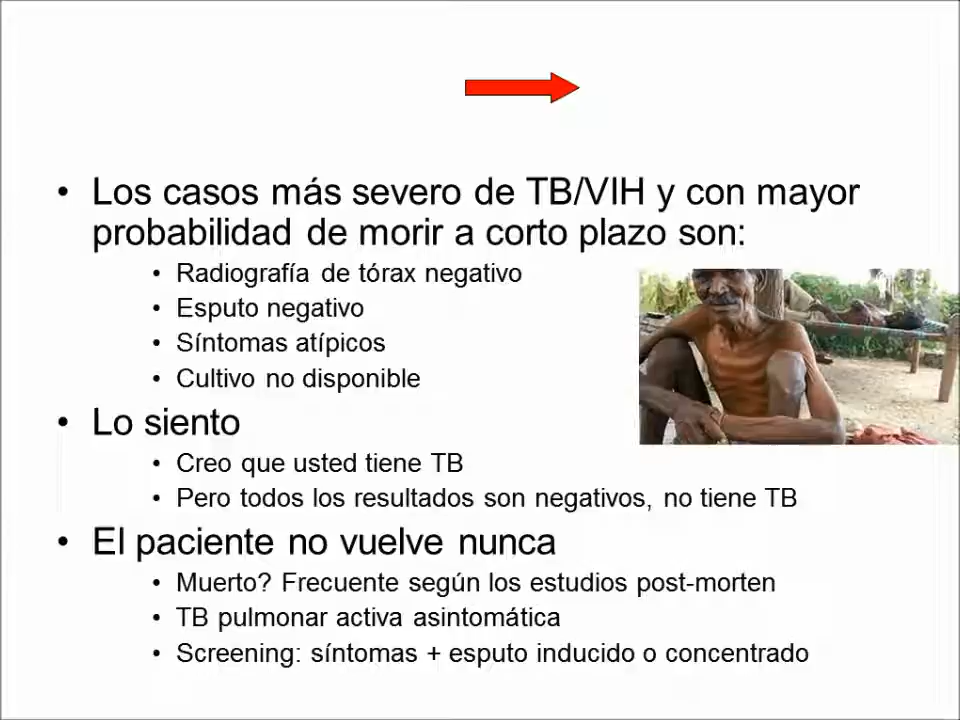 • Los casos más severo de TB/VIH y con mayor
probabilidad de morir a corto plazo son:
• Radiografía de tórax negativo
• Esputo negativo
• Síntomas atípicos
• Cultivo no disponible
• Lo siento
• Creo que usted tiene TB
• Pero todos los resultados son negativos, no tiene TB
• El paciente no vuelve nunca
• Muerto? Frecuente según los estudios post-morten
• TB pulmonar activa asintomática
• Screening: síntomas + esputo inducido o concentrado